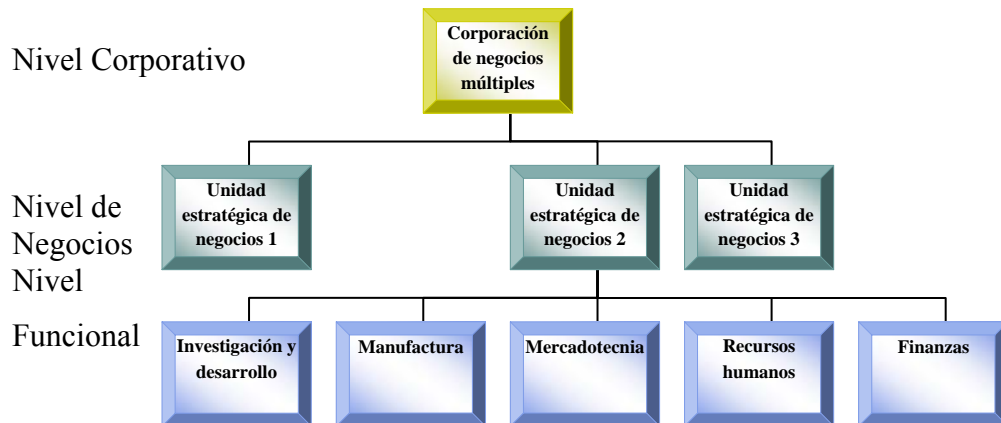 Nivel Corporativo
Corporación
de negocios
múltiples
Nivel de
Negocios
Nivel
Unidad
estratégica de
negocios 1
Unidad
estratégica de
negocios 2
Unidad
estratégica de
negocios 3
Funcional
Investigación y
desarrollo
Manufactura
Mercadotecnia
Recursos
humanos
Finanzas